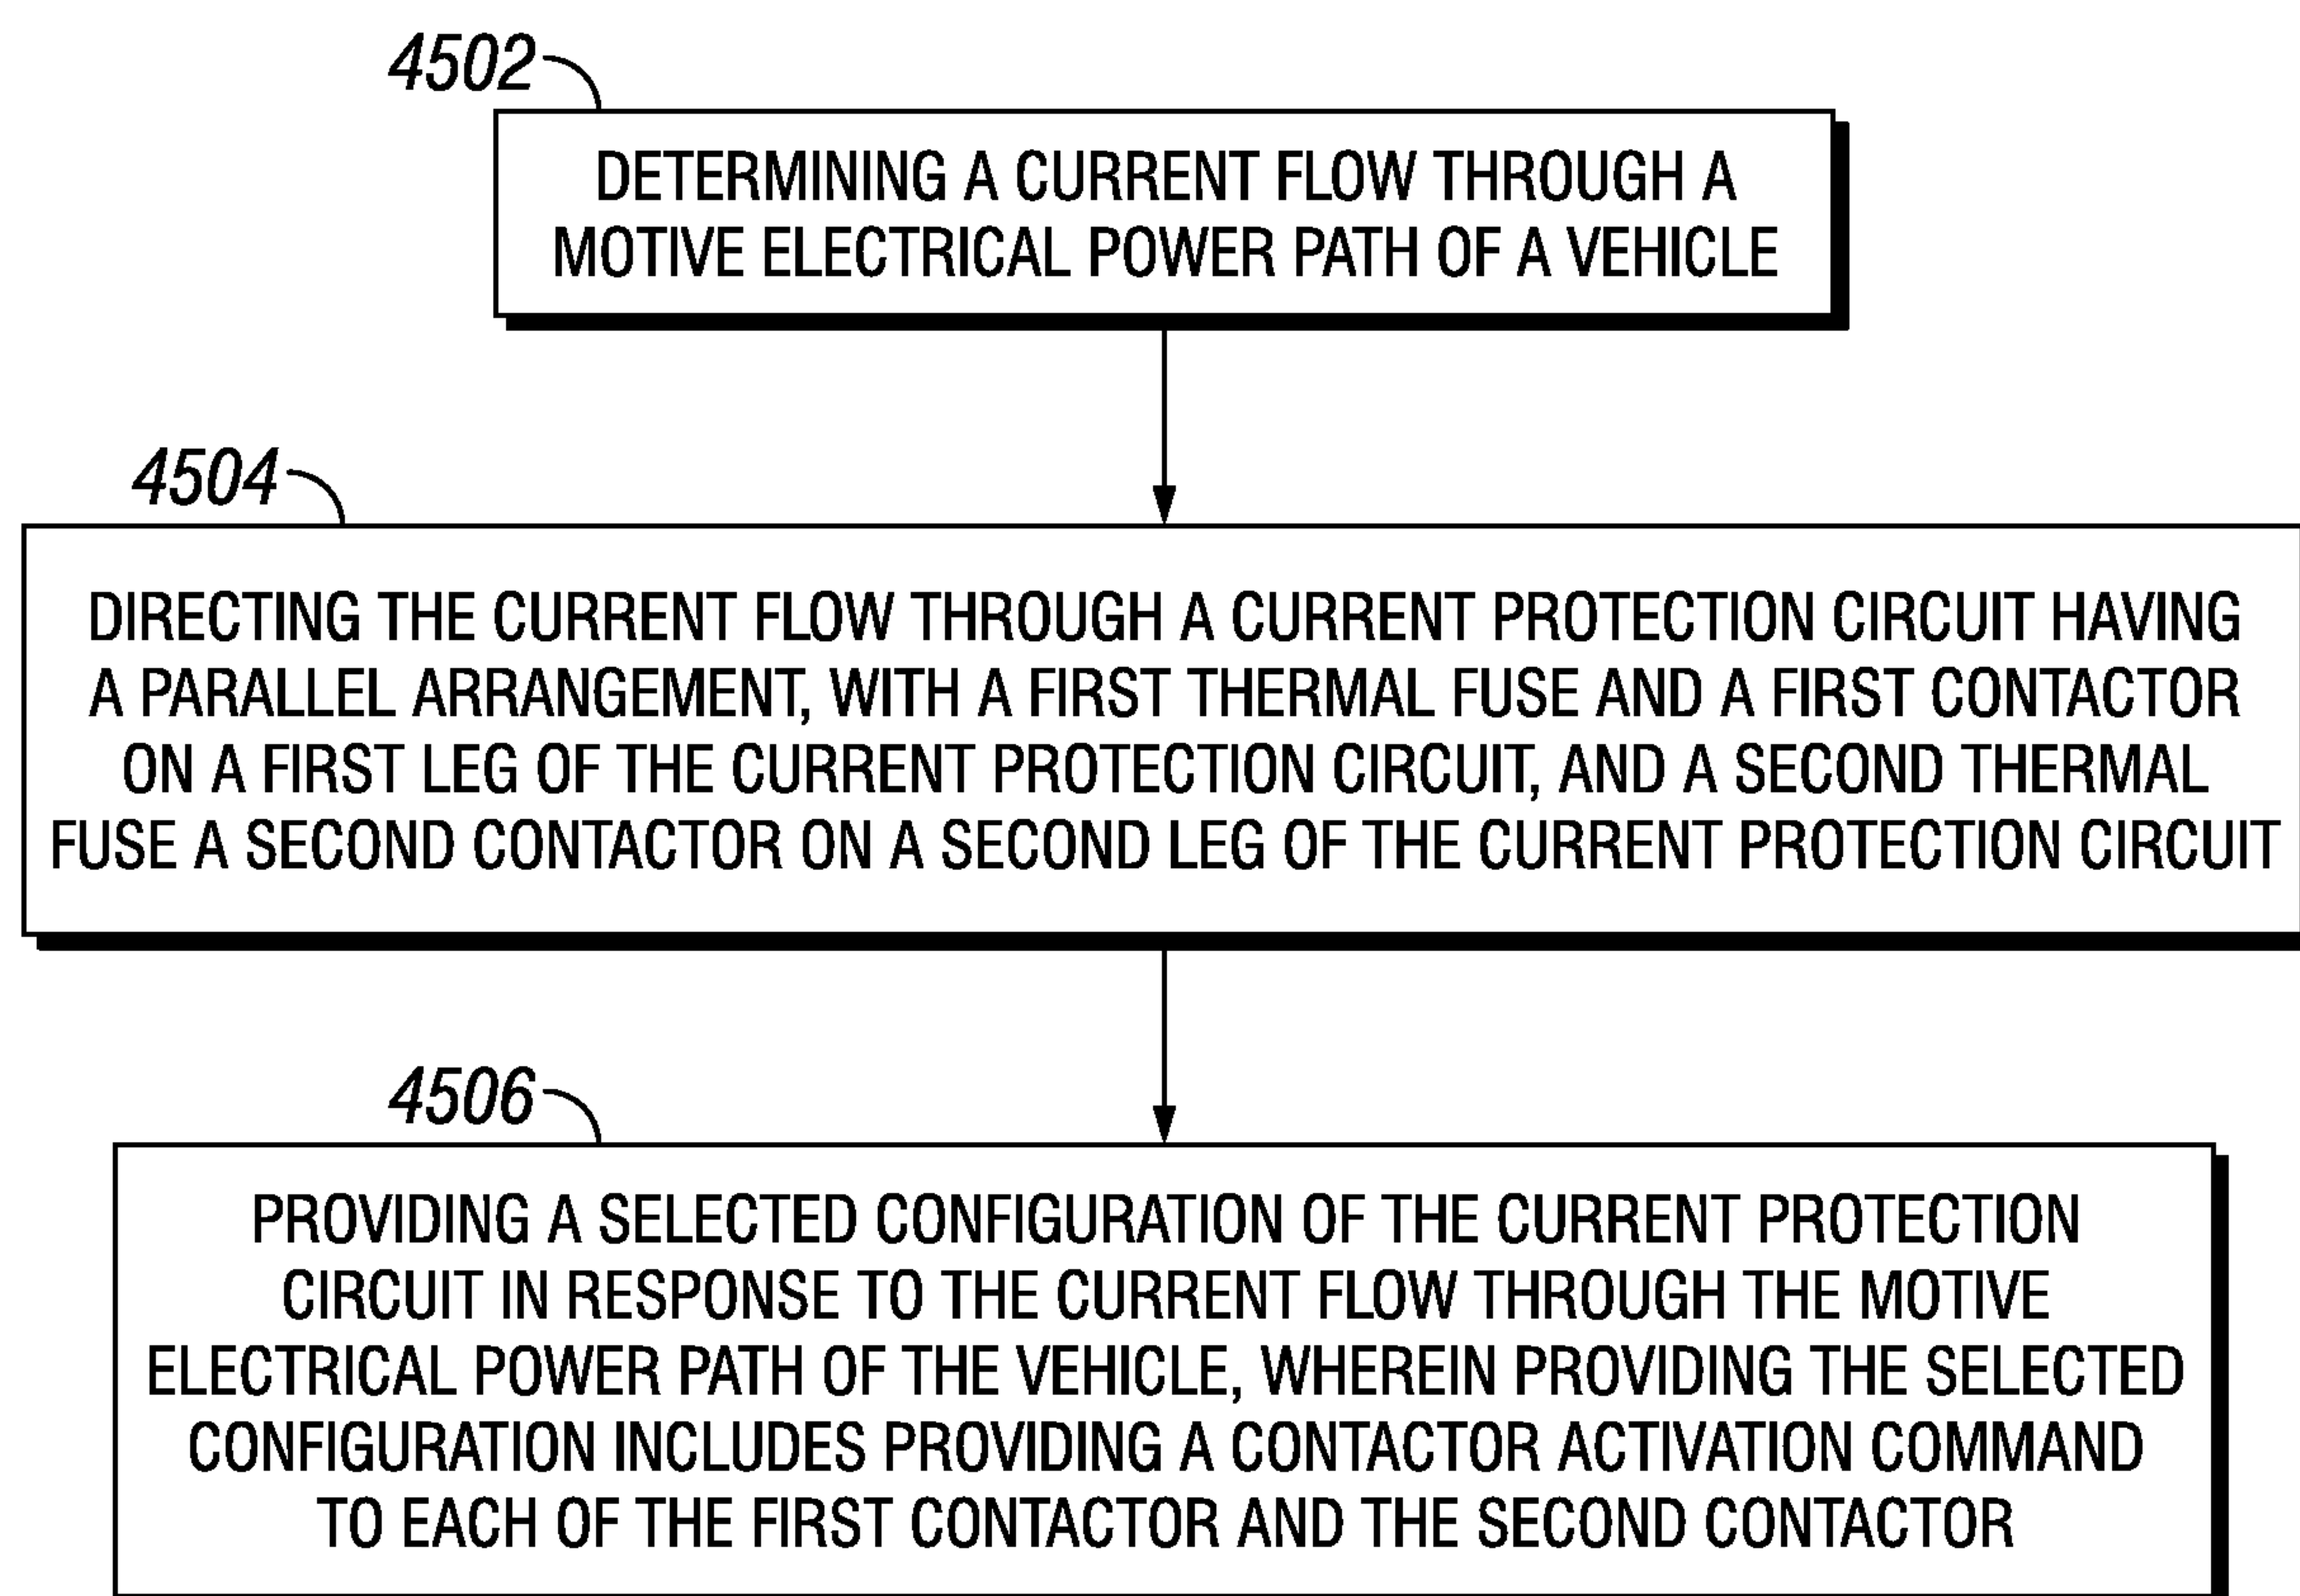 4502
DETERMINING A CURRENT FLOW THROUGH A
MOTIVE ELECTRICAL POWER PATH OF A VEHICLE
4504
DIRECTING THE CURRENT FLOW THROUGH A CURRENT PROTECTION CIRCUIT HAVING
A PARALLEL ARRANGEMENT, WITH A FIRST THERMAL FUSE AND A FIRST CONTACTOR
ON A FIRST LEG OF THE CURRENT PROTECTION CIRCUIT, AND A SECOND THERMAL
FUSE A SECOND CONTACTOR ON A SECOND LEG OF THE CURRENT PROTECTION CIRCUIT
4506
PROVIDING A SELECTED CONFIGURATION OF THE CURRENT PROTECTION
CIRCUIT IN RESPONSE TO THE CURRENT FLOW THROUGH THE MOTIVE
ELECTRICAL POWER PATH OF THE VEHICLE, WHEREIN PROVIDING THE SELECTED
CONFIGURATION INCLUDES PROVIDING A CONTACTOR ACTIVATION COMMAND
TO EACH OF THE FIRST CONTACTOR AND THE SECOND CONTACTOR